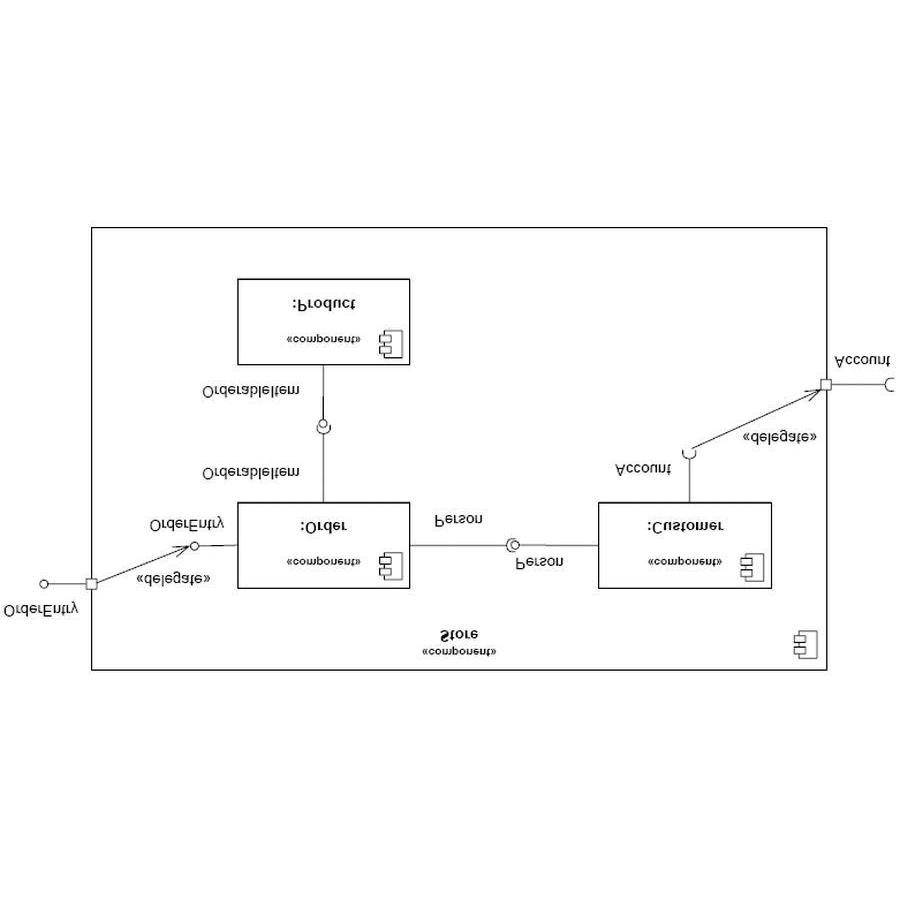 «component»
Store
OrderEntry
«delegate»
OrderEntry
«component»
:Order
Person
Person
«component»
:Customer
OrderableItem
OrderableItem
Account
«delegate»
Account
«component»
:Product